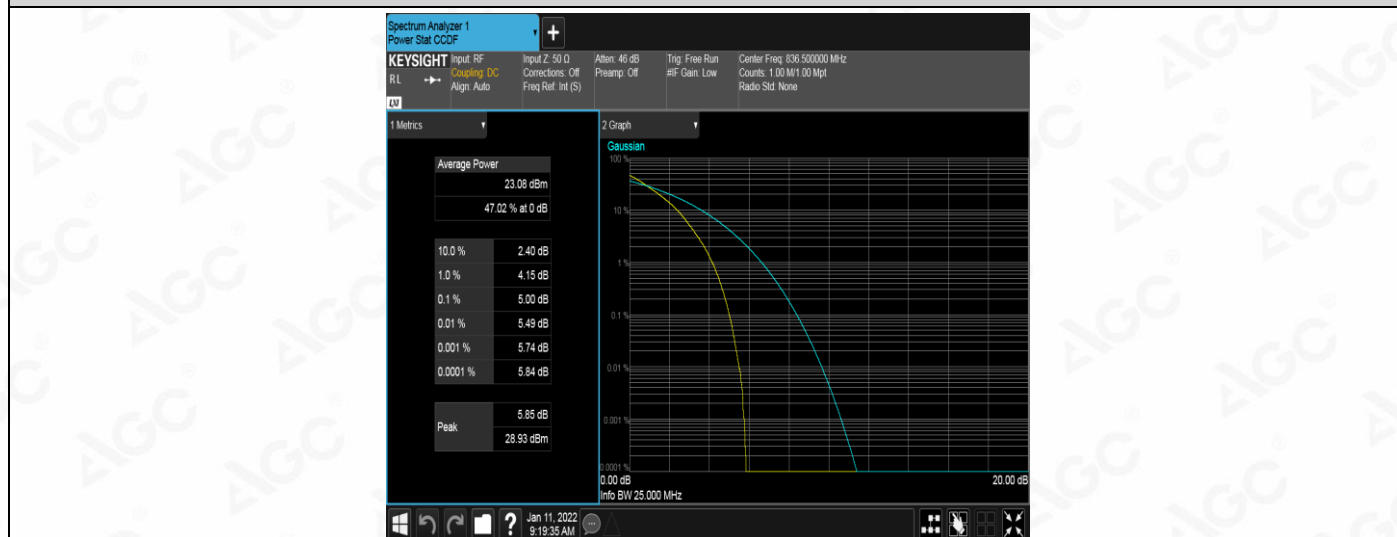 Spectrum Analyzer 1
Power Stat CCDF
+
KEYSIGHT
RL
LXI
Input: RF
Coupling: DC
Align: Auto
Input Z: 50 Ω
Corrections: Off
Freq Ref: Int (S)
Atten: 46 dB
Preamp: Off
Trig: Free Run
#IF Gain: Low
Center Freq: 836.500000 MHz
Counts: 1.00 M/1.00 Mpt
Radio Std: None
1 Metrics
Average Power
23.08 dBm
47.02 % at 0 dB
10.0 % 2.40 dB
1.0 % 4.15 dB
0.1 % 5.00 dB
0.01 % 5.49 dB
0.001 % 5.74 dB
0.0001 % 5.84 dB
Peak
5.85 dB
28.93 dBm
2 Graph
Gaussian
100 %
10 %
1 %
0.1 %
0.01 %
0.001 %
0.0001 %
0.00 dB 20.00 dB
Info BW 25.000 MHz
?
Jan 11, 2022
9:19:35 AM
AGC